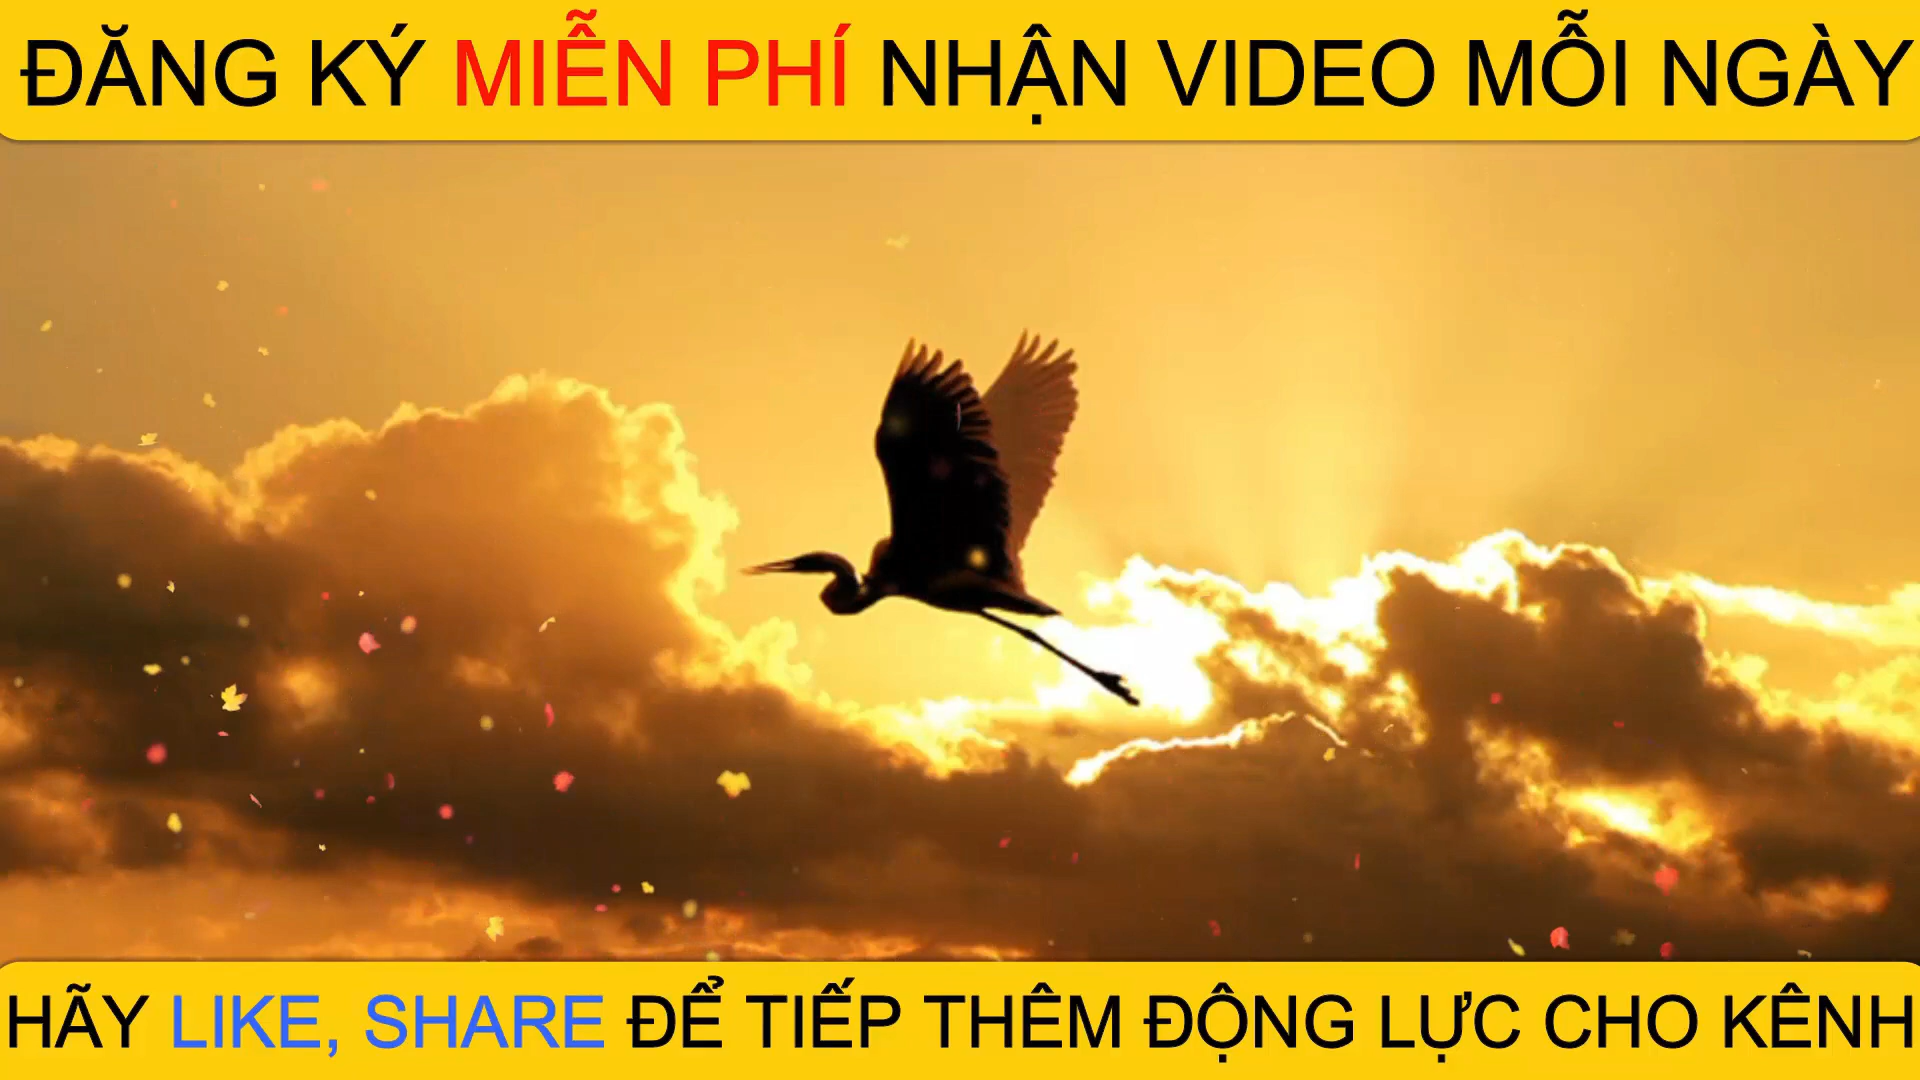 ĐĂNG KÝ MIỄN PHÍ NHẬN VIDEO MỖI NGÀY
HÃY LIKE, SHARE ĐỂ TIẾP THÊM ĐỘNG LỰC CHO KÊNH